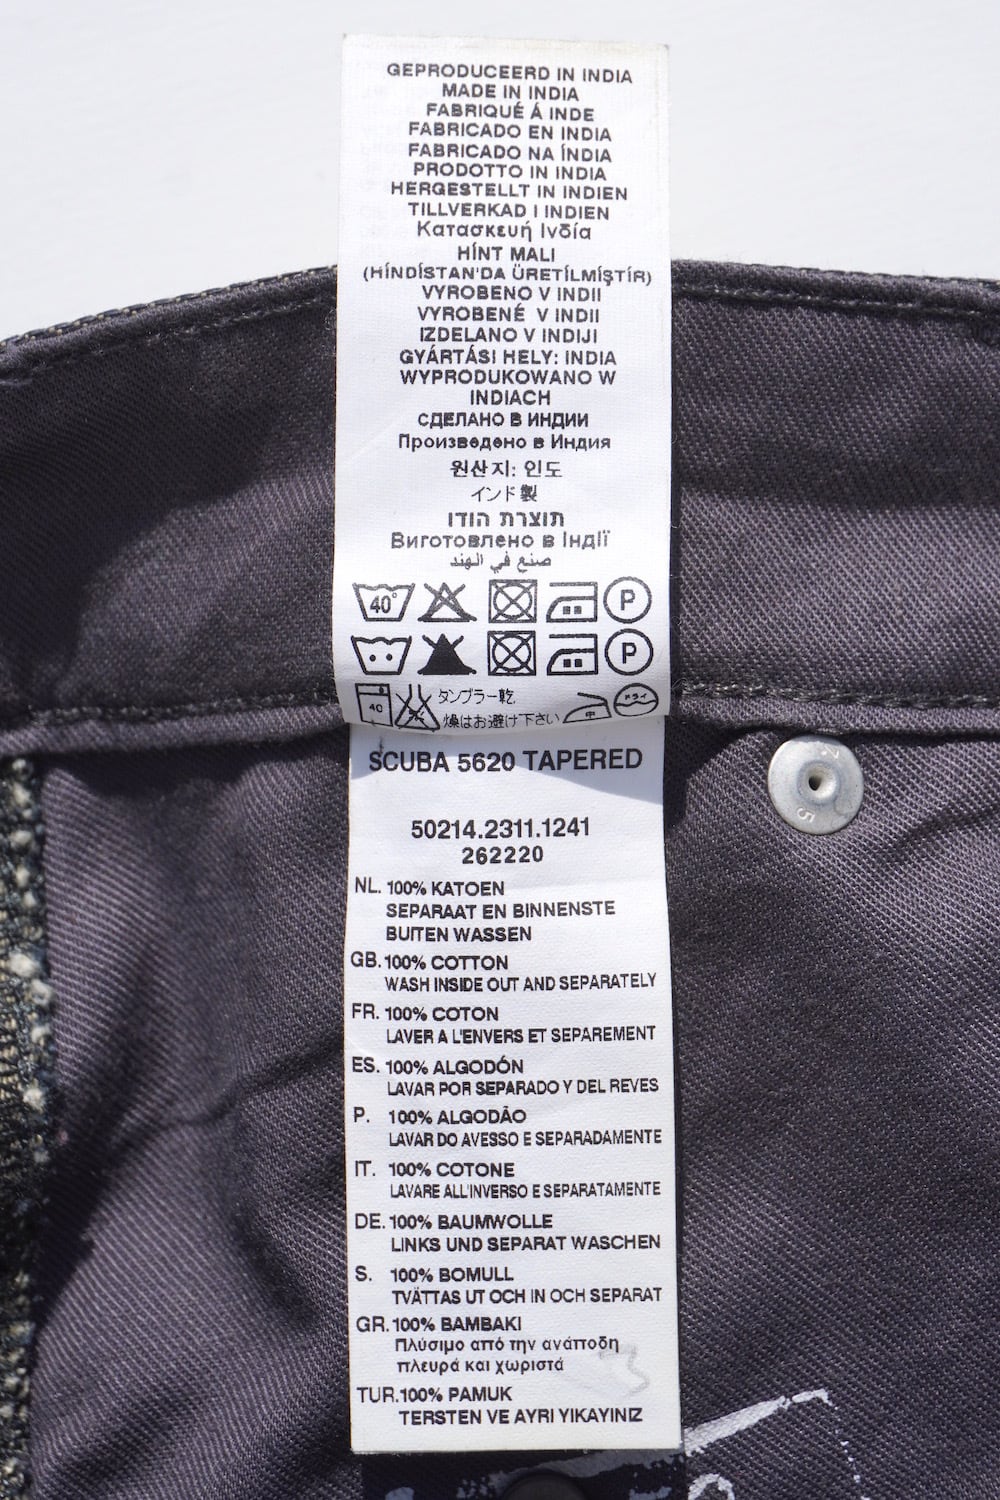 GEPRODUCEERD IN INDIA
MADE IN INDIA
FABRIQUÉ Á INDE
FABRICADO EN INDIA
FABRICADO NA ÍNDIA
PRODOTTO IN INDIA
HERGESTELLT IN INDIEN
TILLVERKAD I INDIEN
Κατασκευή Ινδία
HİNT MALI
(HİNDİSTAN'DA ÜRETİLMİŞTİR)
VYROBENO V INDII
VYROBENÉ V INDII
IZDELANO V INDIJI
GYÁRTÁSI HELY: INDIA
WYPRODUKOWANO W
INDIACH
СДЕЛАНО В ИНДИИ
Произведено в Индия
원산지: 인도
インド製
תוצרת הודו
Виготовлено в Індії
صنع في الهند
40° P
P
40 タンブラー乾 ドライ
燥はお避け下さい 中
SCUBA 5620 TAPERED
50214.2311.1241
262220
NL. 100% KATOEN
SEPARAAT EN BINNENSTE
BUITEN WASSEN
GB. 100% COTTON
WASH INSIDE OUT AND SEPARATELY
FR. 100% COTON
LAVER A L'ENVERS ET SEPAREMENT
ES. 100% ALGODÓN
LAVAR POR SEPARADO Y DEL REVES
P. 100% ALGODÃO
LAVAR DO AVESSO E SEPARADAMENTE
IT. 100% COTONE
LAVARE ALL'INVERSO E SEPARATAMENTE
DE. 100% BAUMWOLLE
LINKS UND SEPARAT WASCHEN
S. 100% BOMULL
TVÄTTAS UT OCH IN OCH SEPARAT
GR. 100% BAMBAKI
Πλύσιμο από την ανάποδη
πλευρά και χωριστά
TUR. 100% PAMUK
TERSTEN VE AYRI YIKAYINIZ